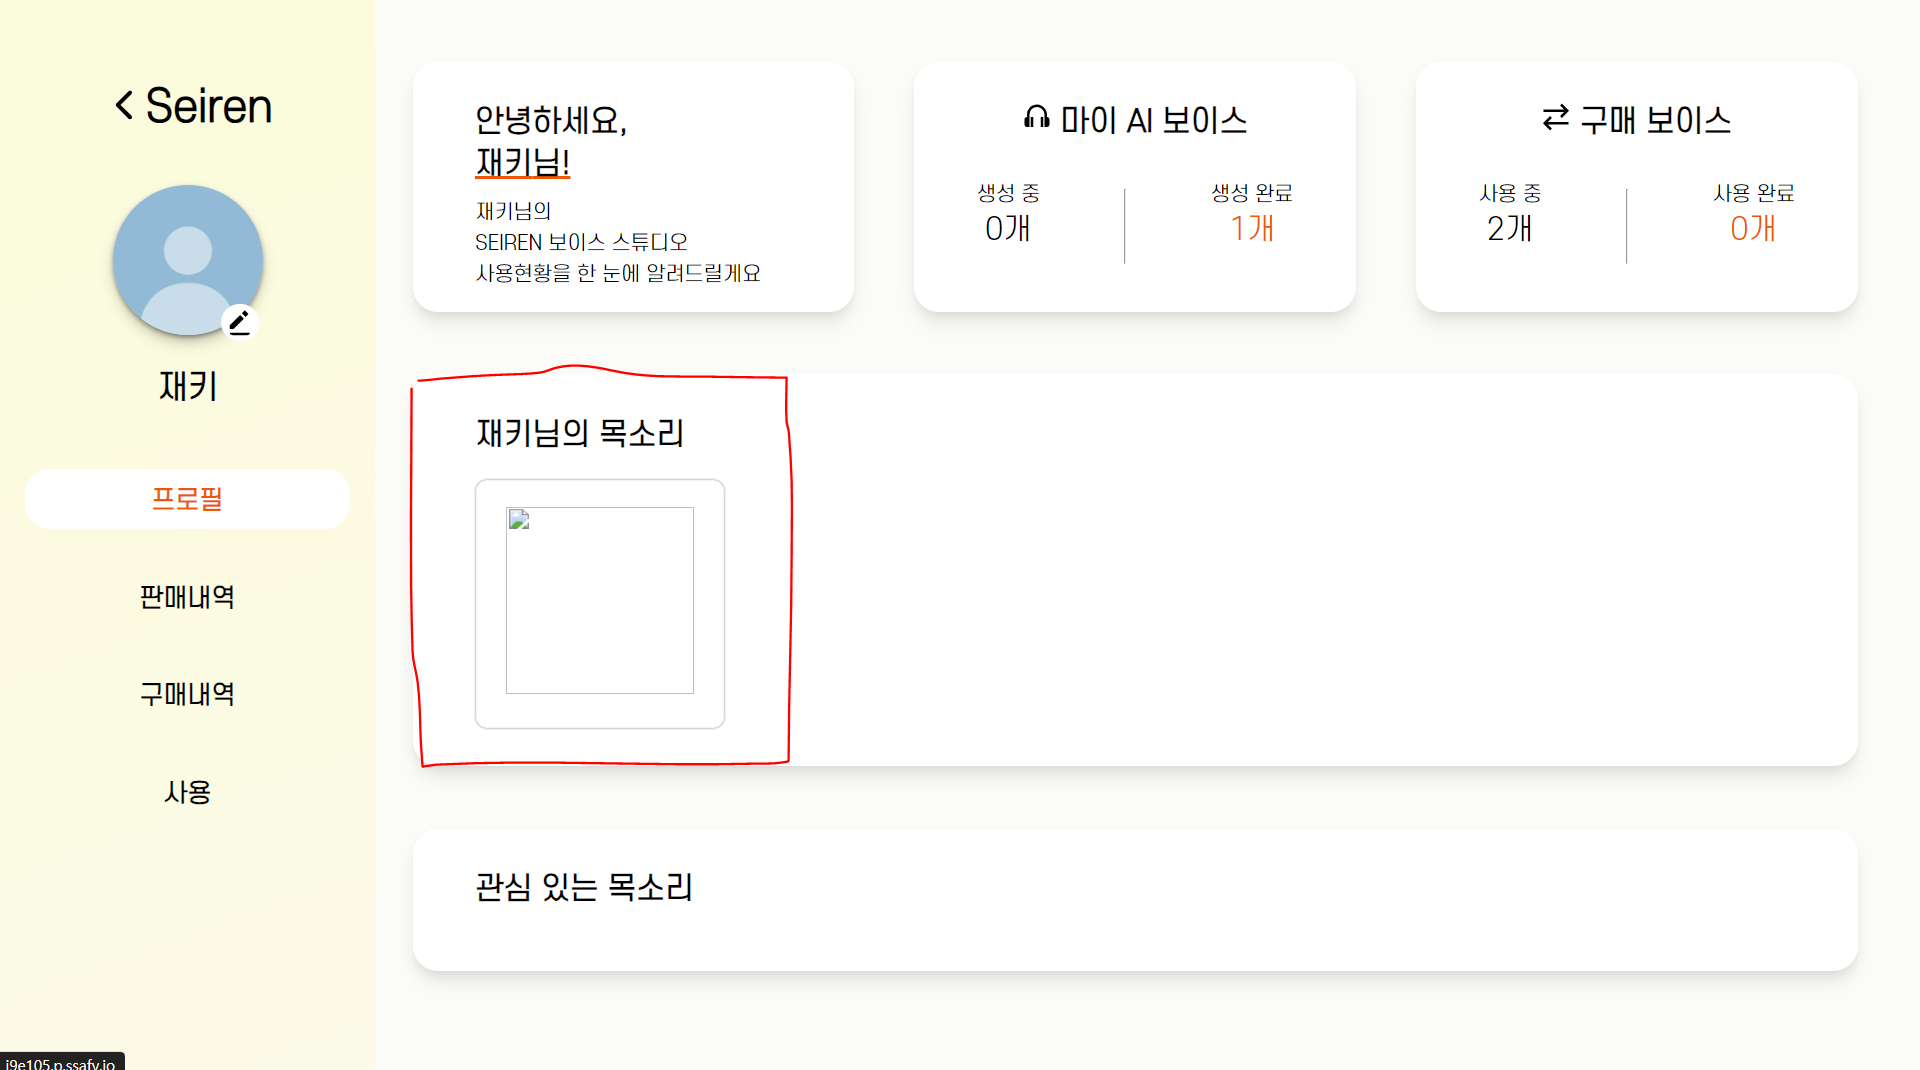 Seiren
재키
프로필
판매내역
구매내역
사용
안녕하세요,
재키님!
재키님의
SEIREN 보이스 스튜디오
사용현황을 한 눈에 알려드릴게요
마이 AI 보이스
생성 중
0개
생성 완료
1개
구매 보이스
사용 중
2개
사용 완료
0개
재키님의 목소리
관심 있는 목소리
i9e105.p.ssafy.io